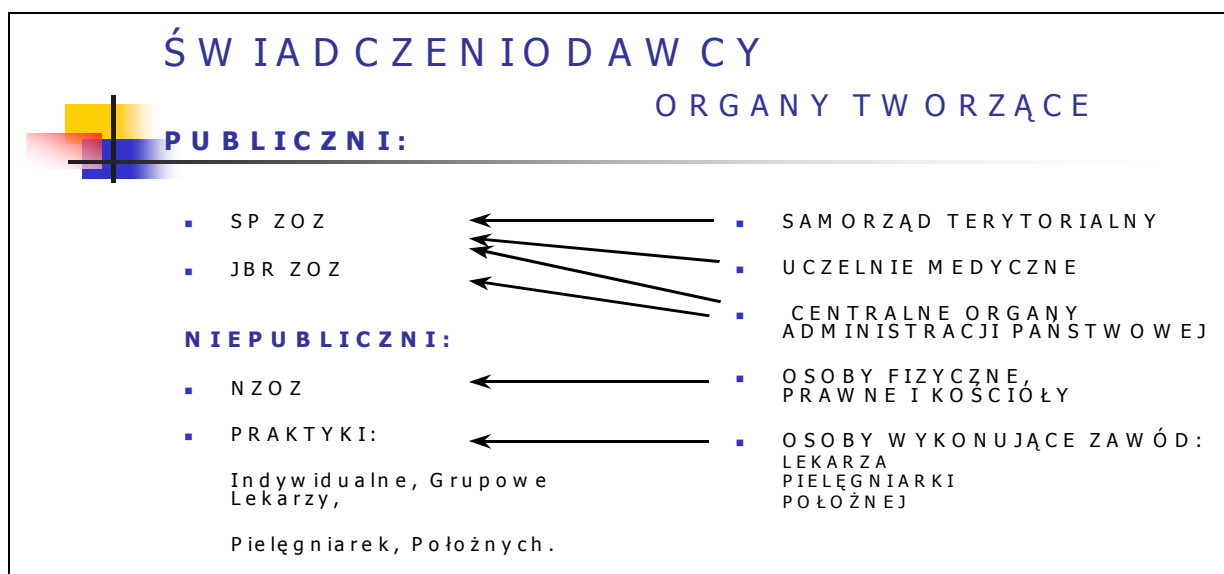 ŚWIADCZENIODAWCY
ORGANY TWORZĄCE
PUBLICZNI:
SP ZOZ
JBR ZOZ
NIEPUBLICZNI:
NZOZ
PRAKTYKI:
Indywidualne, Grupowe
Lekarzy,
Pielęgniarek, Położnych.
SAMORZĄD TERYTORIALNY
UCZELNIE MEDYCZNE
CENTRALNE ORGANY
ADMINISTRACJI PAŃSTWOWEJ
OSOBY FIZYCZNE,
PRAWNE I KOŚCIÓŁY
OSOBY WYKONUJĄCE ZAWÓD:
LEKARZA
PIELĘGNIARKI
POŁOŻNEJ